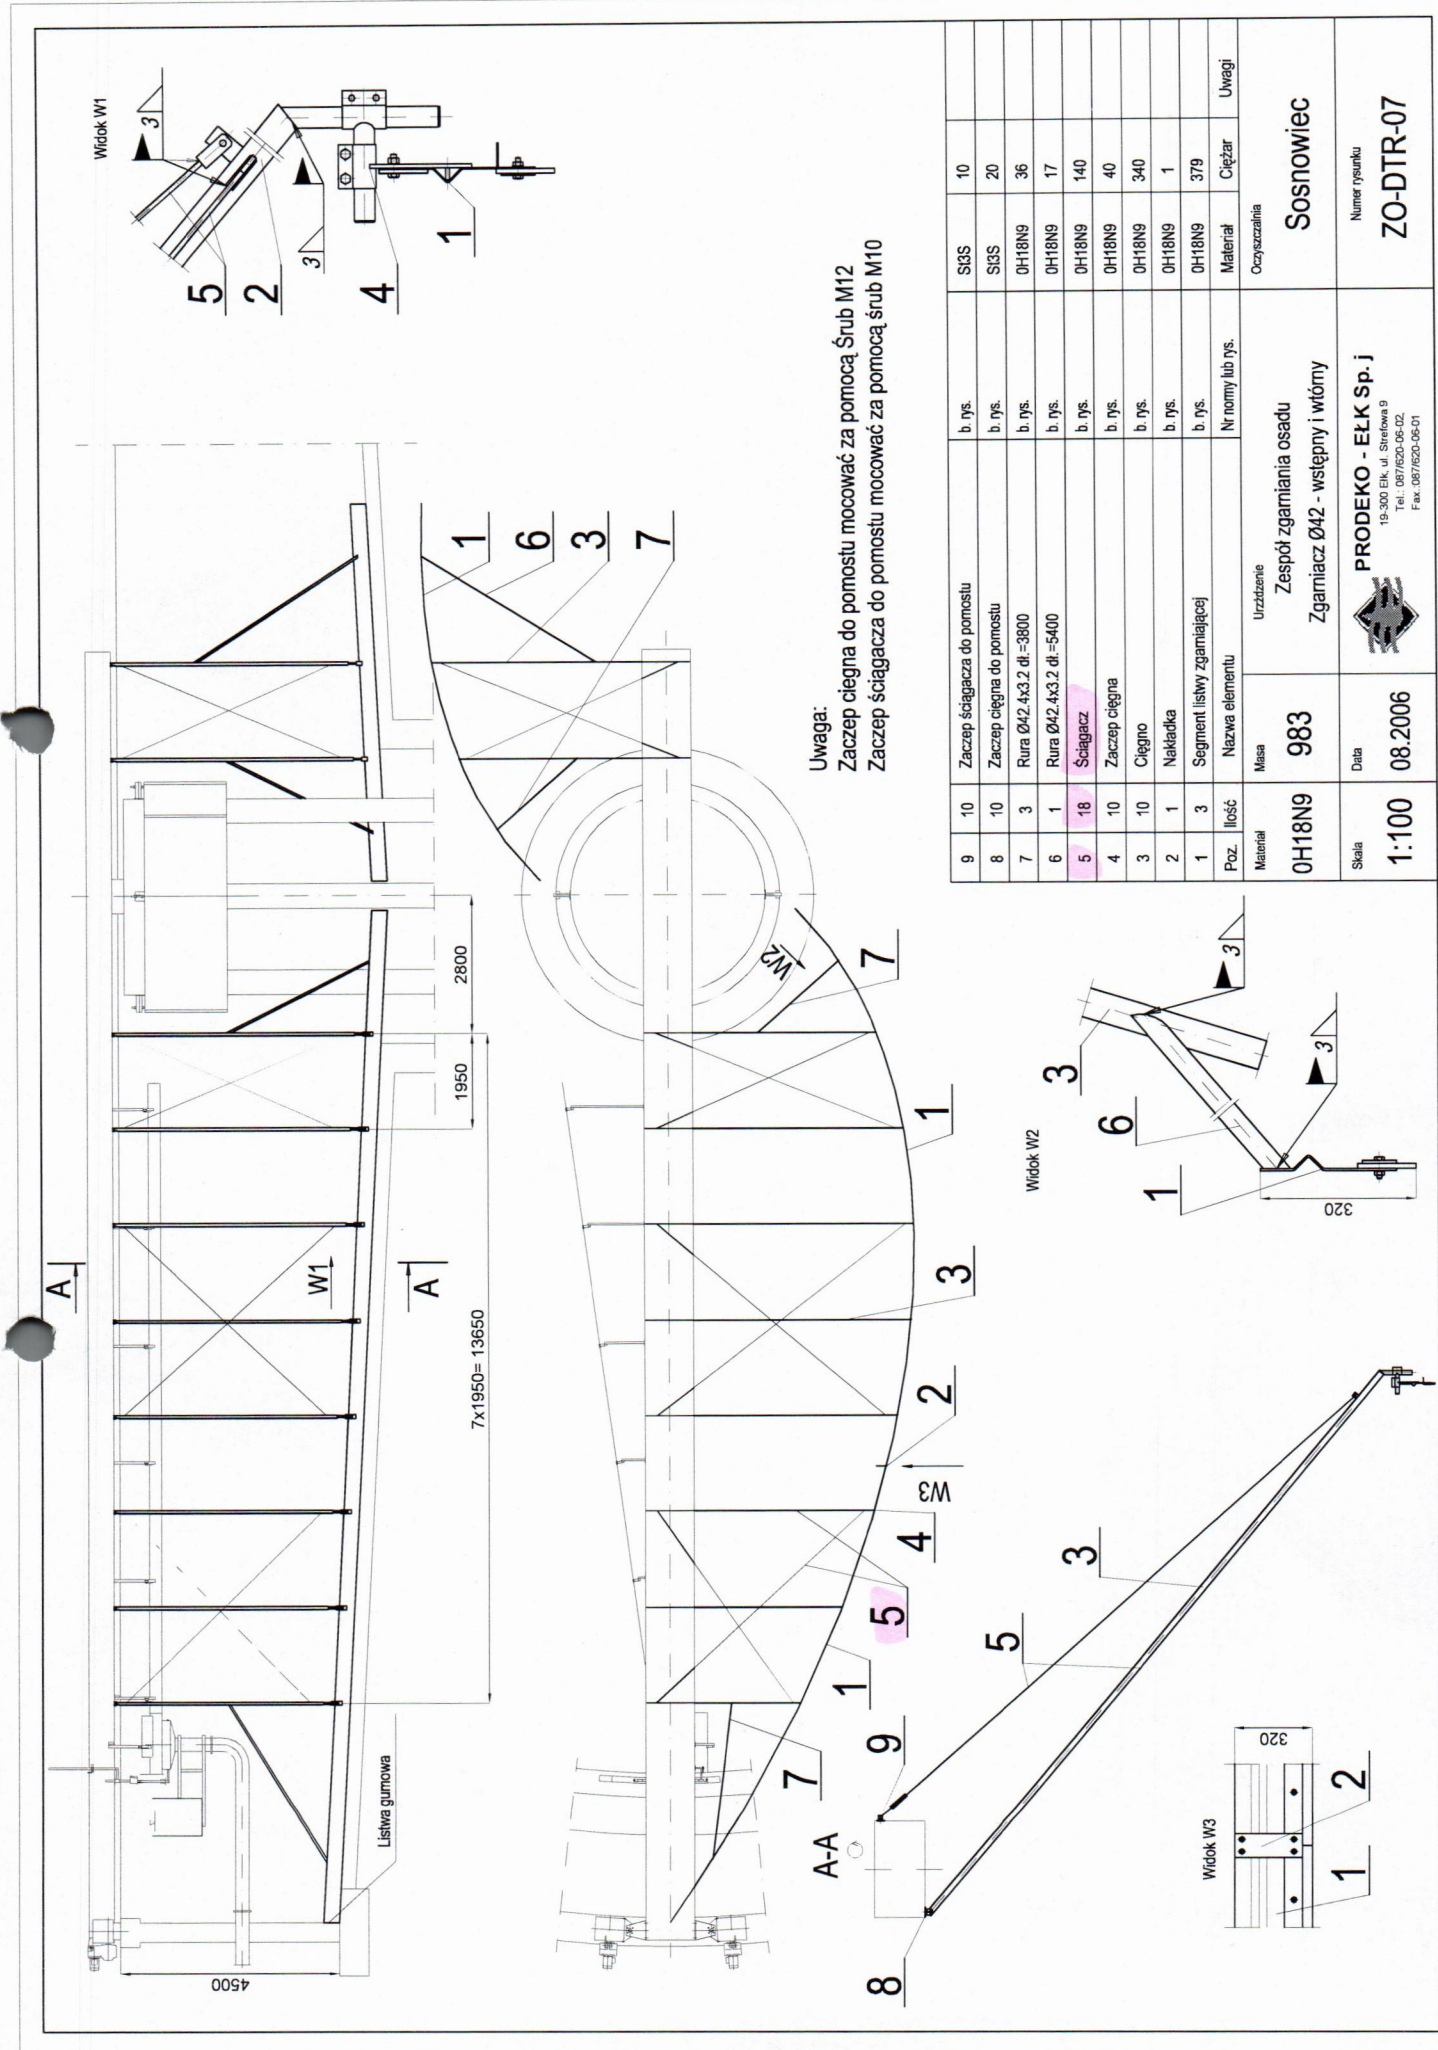 Widok W1
3
3
5
2
4
1
A
A
W1
4500
Listwa gumowa
7x1950= 13650
1950
2800
1
6
3
7
W2
7
1
3
2
W3
4
5
1
7
Uwaga:
Zaczep cięgna do pomostu mocować za pomocą Śrub M12
Zaczep ściągacza do pomostu mocować za pomocą śrub M10
A-A
8
9
5
3
Widok W3
320
1
2
Widok W2
3
6
1
3
3
320
9 10 Zaczep ściągacza do pomostu b. rys. St3S 10
8 10 Zaczep cięgna do pomostu b. rys. St3S 20
7 3 Rura Ø42.4x3.2 dł.=3800 b. rys. 0H18N9 36
6 1 Rura Ø42.4x3.2 dł.=5400 b. rys. 0H18N9 17
5 18 Ściągacz b. rys. 0H18N9 140
4 10 Zaczep cięgna b. rys. 0H18N9 40
3 10 Cięgno b. rys. 0H18N9 340
2 1 Nakładka b. rys. 0H18N9 1
1 3 Segment listwy zgarniającej b. rys. 0H18N9 379
Poz. Ilość Nazwa elementu Nr normy lub rys. Materiał Ciężar Uwagi
Materiał Masa Urządzenie Oczyszczalnia
0H18N9 983 Zespół zgarniania osadu Sosnowiec
Zgarniacz Ø42 - wstępny i wtórny
Skala Data Numer rysunku
1:100 08.2006 ZO-DTR-07
PRODEKO - EŁK Sp. j
19-300 Ełk, ul. Strefowa 9
Tel.: 087/620-06-02,
Fax.:087/620-06-01